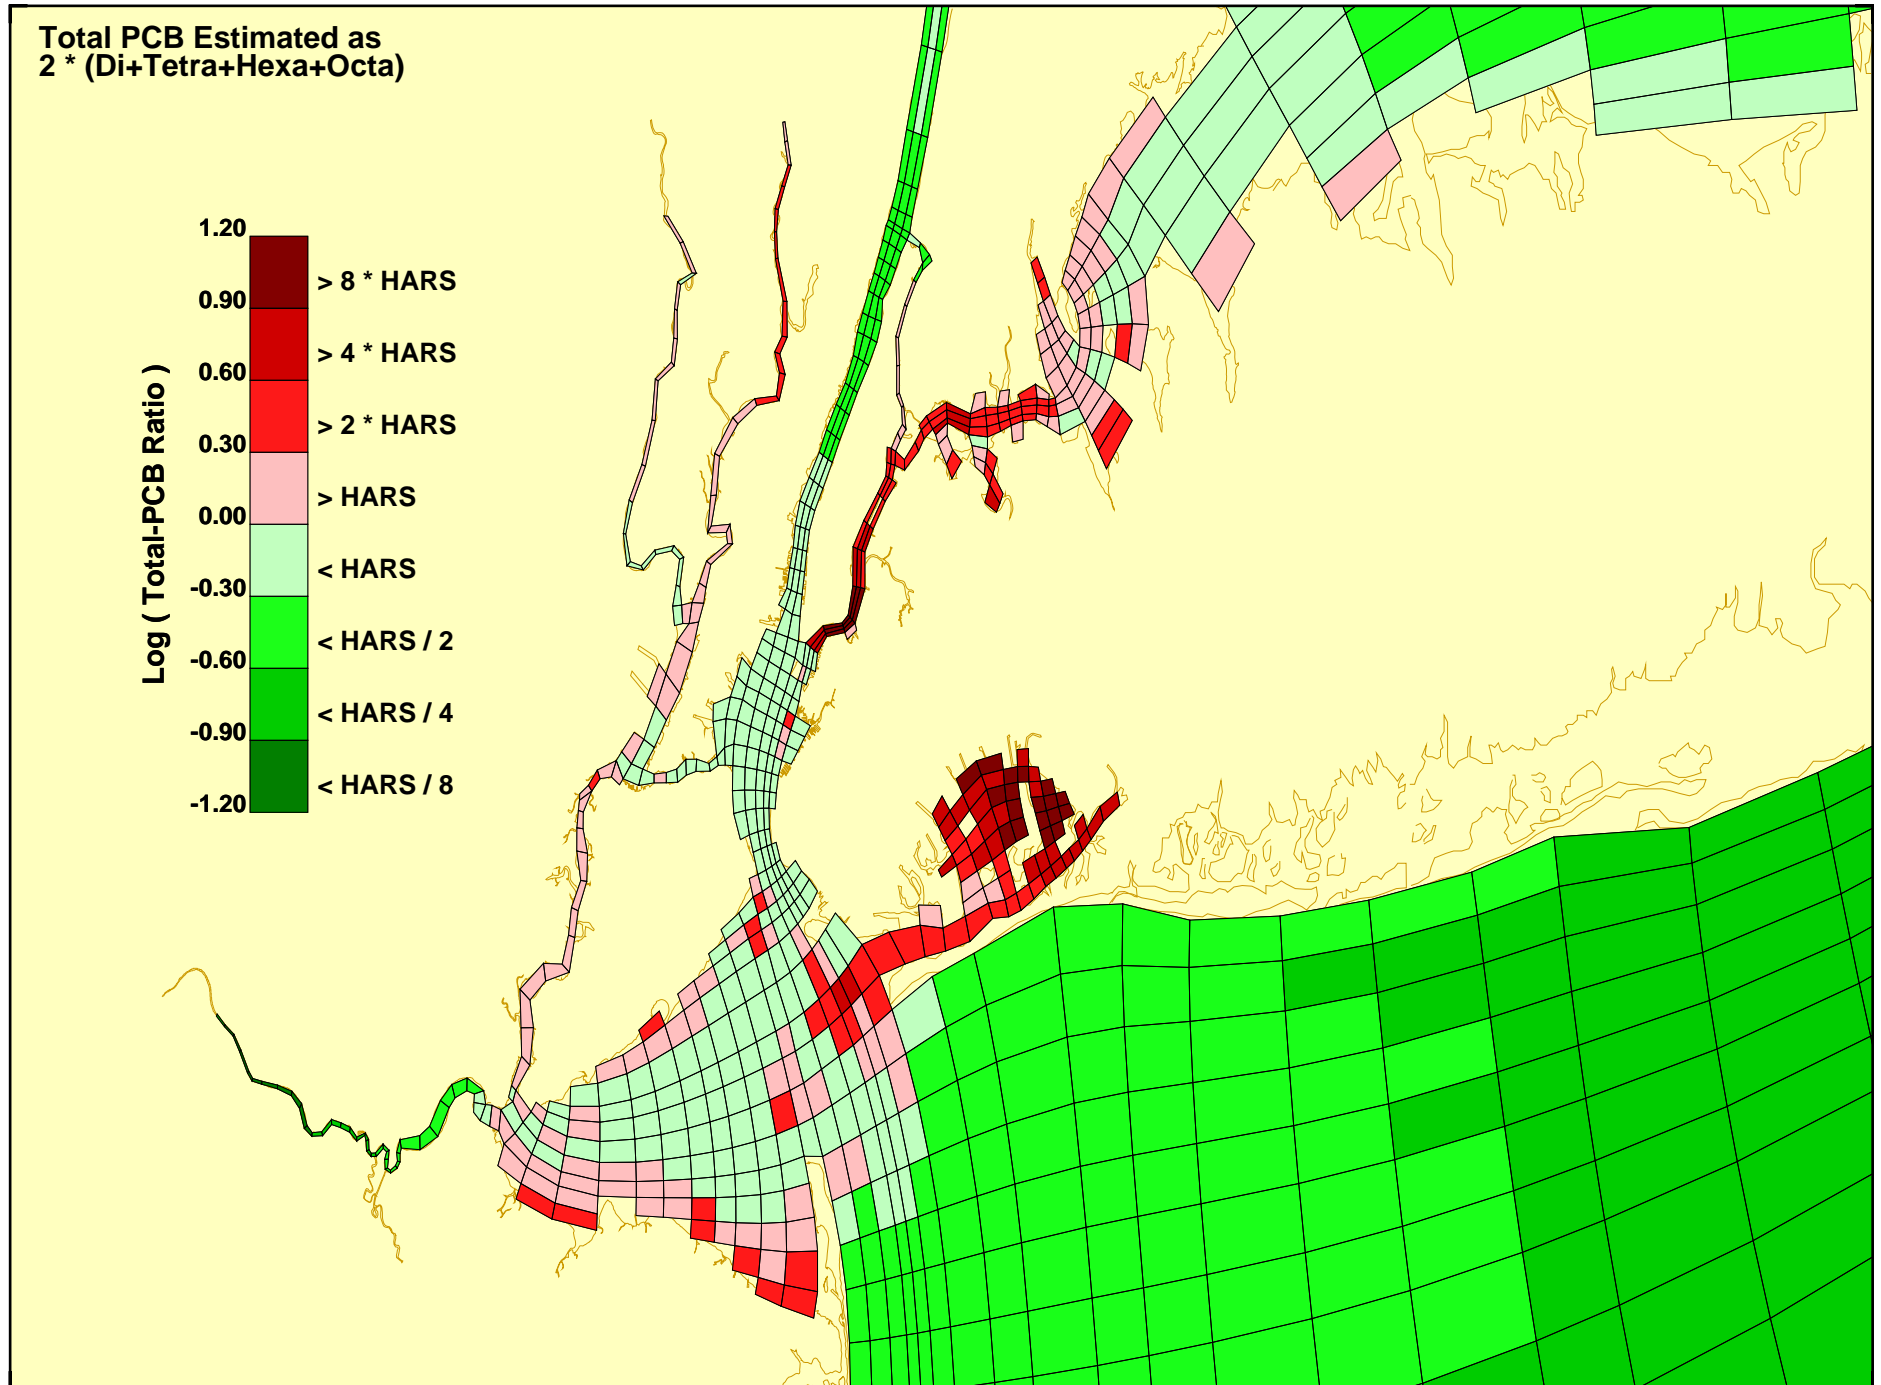 Total PCB Estimated as
2 * (Di+Tetra+Hexa+Octa)
Log ( Total-PCB Ratio )
1.20
> 8 * HARS
0.90
> 4 * HARS
0.60
> 2 * HARS
0.30
> HARS
0.00
< HARS
-0.30
< HARS / 2
-0.60
< HARS / 4
-0.90
< HARS / 8
-1.20